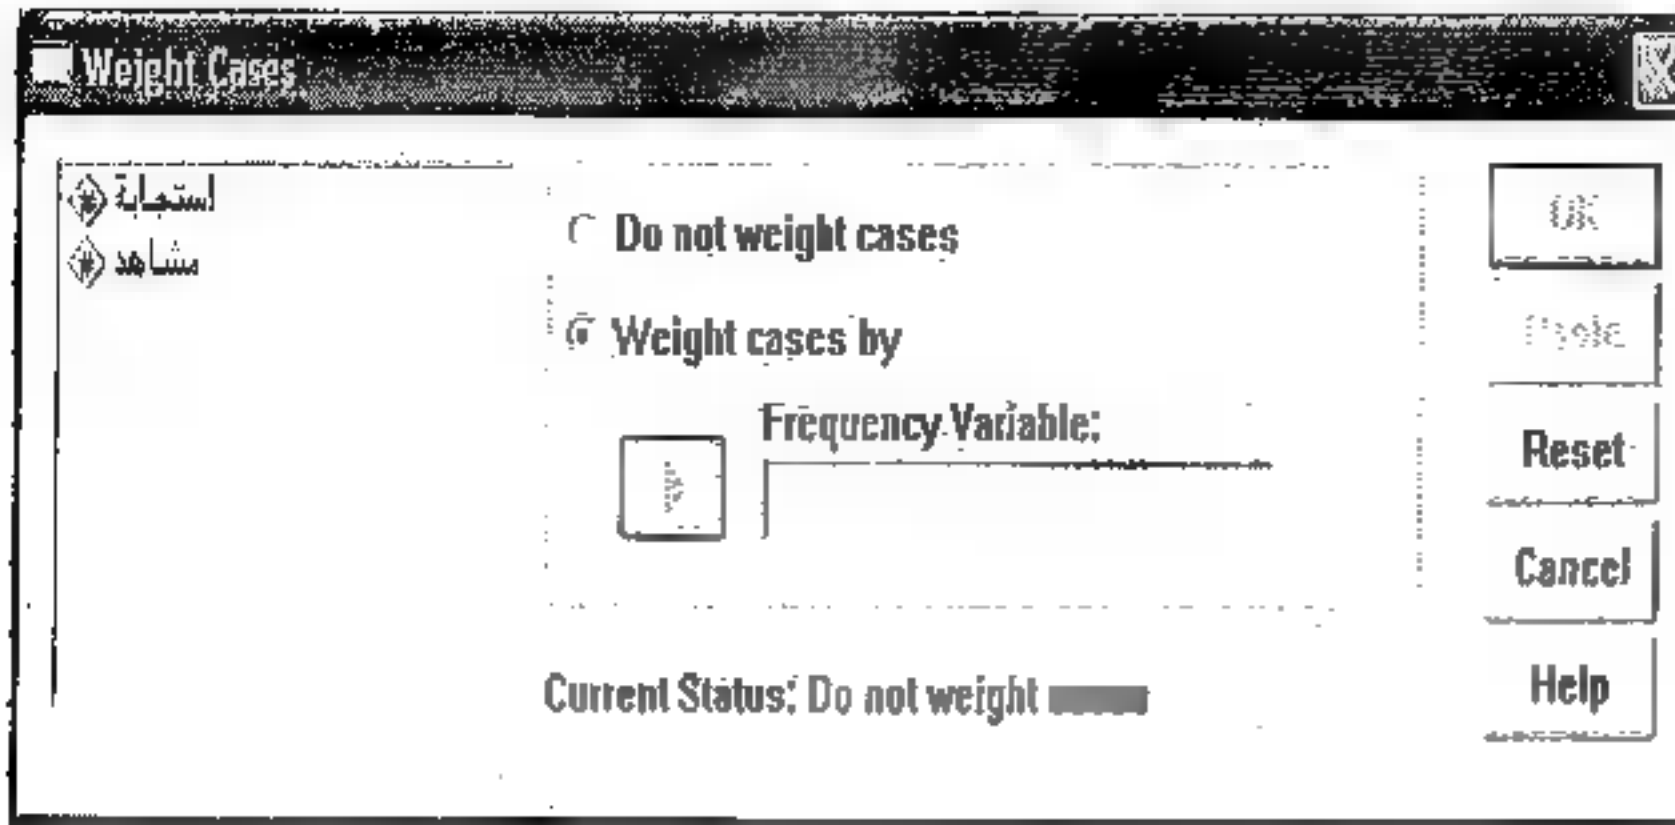 Weight Cases
استجابة
مشاهد
Do not weight cases
Weight cases by
Frequency Variable:
Current Status: Do not weight
OK
Paste
Reset
Cancel
Help